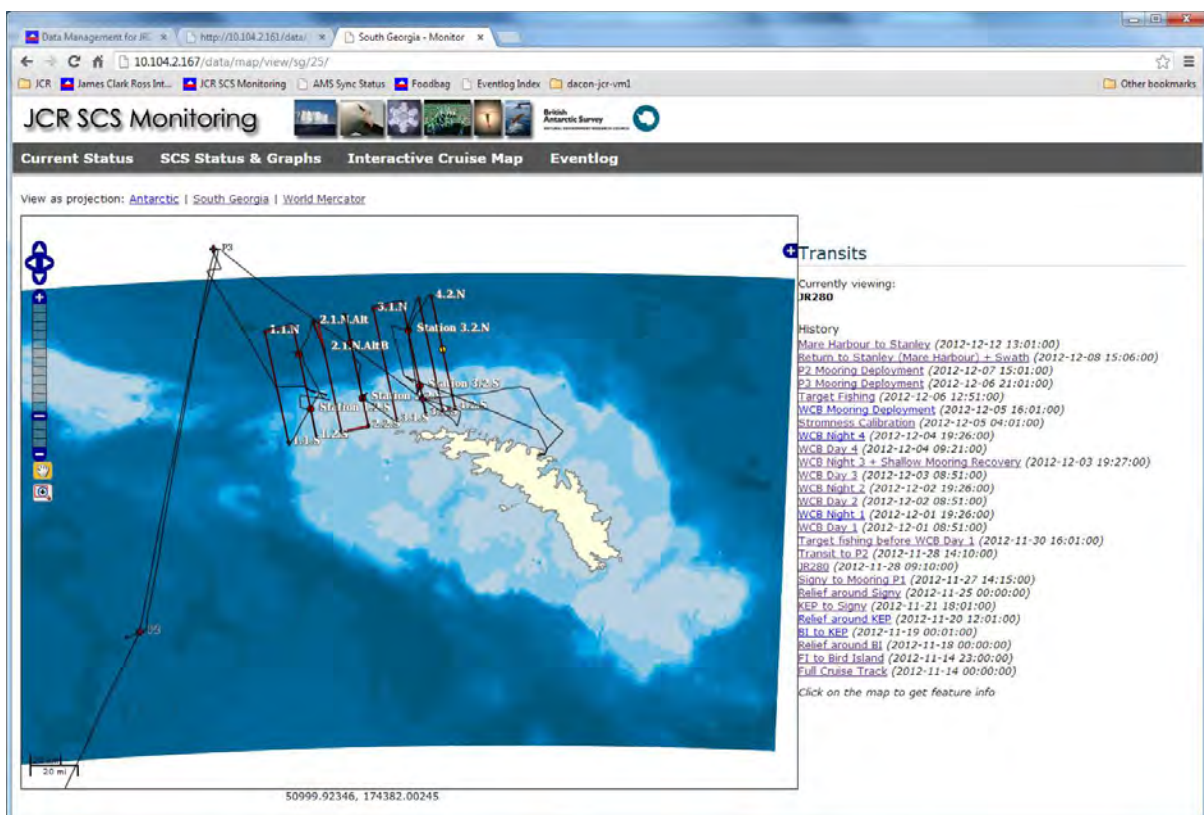 Data Management for JR
http://10.104.2.161/data/
South Georgia - Monitor
10.104.2.167/data/map/view/sg/25/
JCR
James Clark Ross Int...
JCR SCS Monitoring
AMS Sync Status
Foodbag
Eventlog Index
dacon-jcr-vm1
Other bookmarks
JCR SCS Monitoring
British
Antarctic Survey
NATURAL ENVIRONMENT RESEARCH COUNCIL
Current Status
SCS Status & Graphs
Interactive Cruise Map
Eventlog
View as projection: Antarctic | South Georgia | World Mercator
P3
4.2.N
3.1.N
2.1.N.Alt
1.1.N
Station 3.2.N
2.1.N.AltB
Station 3.2.S
1.1.S
20 mi
50999.92346, 174382.00245
Transits
Currently viewing:
JR280
History
Mare Harbour to Stanley (2012-12-12 13:01:00)
Return to Stanley (Mare Harbour) + Swath (2012-12-08 15:06:00)
P2 Mooring Deployment (2012-12-07 15:01:00)
P3 Mooring Deployment (2012-12-06 21:01:00)
Target Fishing (2012-12-06 12:51:00)
WCB Mooring Deployment (2012-12-05 16:01:00)
Stromness Calibration (2012-12-05 04:01:00)
WCB Night 4 (2012-12-04 19:26:00)
WCB Day 4 (2012-12-04 09:21:00)
WCB Night 3 + Shallow Mooring Recovery (2012-12-03 19:27:00)
WCB Day 3 (2012-12-03 08:51:00)
WCB Night 2 (2012-12-02 19:26:00)
WCB Day 2 (2012-12-02 08:51:00)
WCB Night 1 (2012-12-01 19:26:00)
WCB Day 1 (2012-12-01 08:51:00)
Target fishing before WCB Day 1 (2012-11-30 16:01:00)
Transit to P2 (2012-11-28 14:10:00)
JR280 (2012-11-28 09:10:00)
Signy to Mooring P1 (2012-11-27 14:15:00)
Relief around Signy (2012-11-25 00:00:00)
KEP to Signy (2012-11-21 18:01:00)
Relief around KEP (2012-11-20 12:01:00)
BI to KEP (2012-11-19 00:01:00)
Relief around BI (2012-11-18 00:00:00)
FI to Bird Island (2012-11-14 23:00:00)
Full Cruise Track (2012-11-14 00:00:00)
Click on the map to get feature info